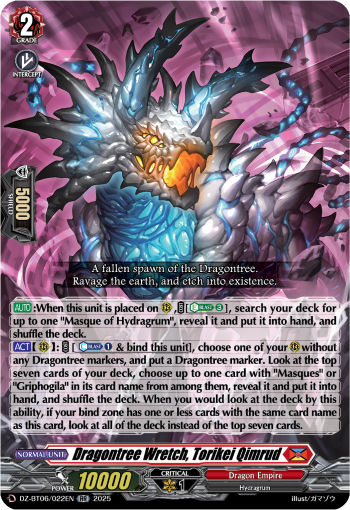 2
GRADE
INTERCEPT
5000
SHIELD
A fallen spawn of the Dragontree.
Ravage the earth, and etch into existence.
AUTO:When this unit is placed on [COUNTER BLAST 3], search your deck for
up to one "Masque of Hydragrum", reveal it and put it into hand, and
shuffle the deck.
ACT[]:[COUNTER BLAST 1 & bind this unit], choose one of your without
any Dragontree markers, and put a Dragontree marker. Look at the top
seven cards of your deck, choose up to one card with "Masques" or
"Griphogila" in its card name from among them, reveal it and put it into
hand, and shuffle the deck. When you would look at the deck by this
ability, if your bind zone has one or less cards with the same card name
as this card, look at all of the deck instead of the top seven cards.
NORMAL UNIT
Dragontree Wretch, Torikei Qimrud
POWER 10000
CRITICAL
1
Dragon Empire
Hydragrum
DZ-BT06/022EN RR 2025
illust/ガマゾウ